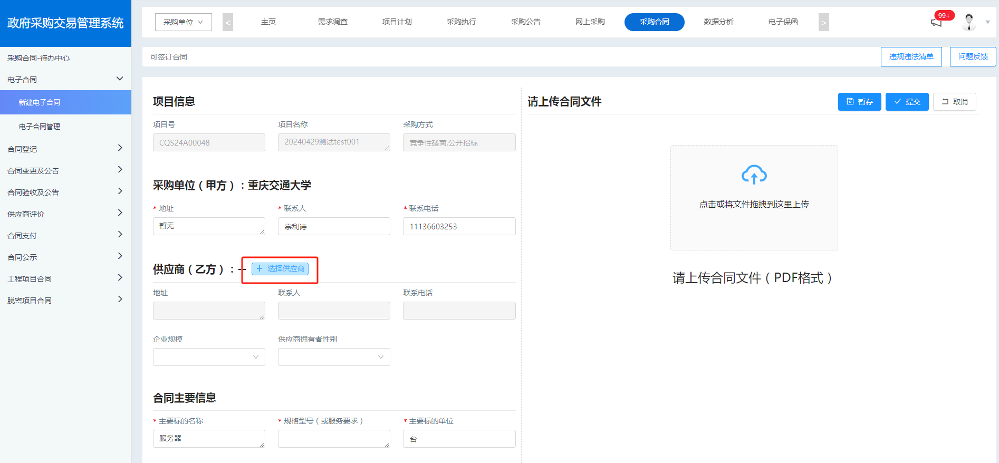 政府采购交易管理系统
采购单位
<
主页
需求调查
项目计划
采购执行
采购公告
网上采购
采购合同
数据分析
电子保函
>
99+
采购合同-待办中心
电子合同
新建电子合同
电子合同管理
合同登记
合同变更及公告
合同验收及公告
供应商评价
合同支付
合同公示
工程项目合同
脱密项目合同
可签订合同
违规违法清单
问题反馈
项目信息
项目号
项目名称
采购方式
CQS24A00048
20240429测试test001
竞争性磋商,公开招标
采购单位（甲方）：重庆交通大学
* 地址
* 联系人
* 联系电话
暂无
宗利诗
11136603253
供应商（乙方）：--
+ 选择供应商
地址
联系人
联系电话
企业规模
供应商拥有者性别
合同主要信息
* 主要标的名称
* 规格型号（或服务要求）
* 主要标的单位
服务器
台
请上传合同文件
暂存
提交
取消
点击或将文件拖拽到这里上传
请上传合同文件（PDF格式）